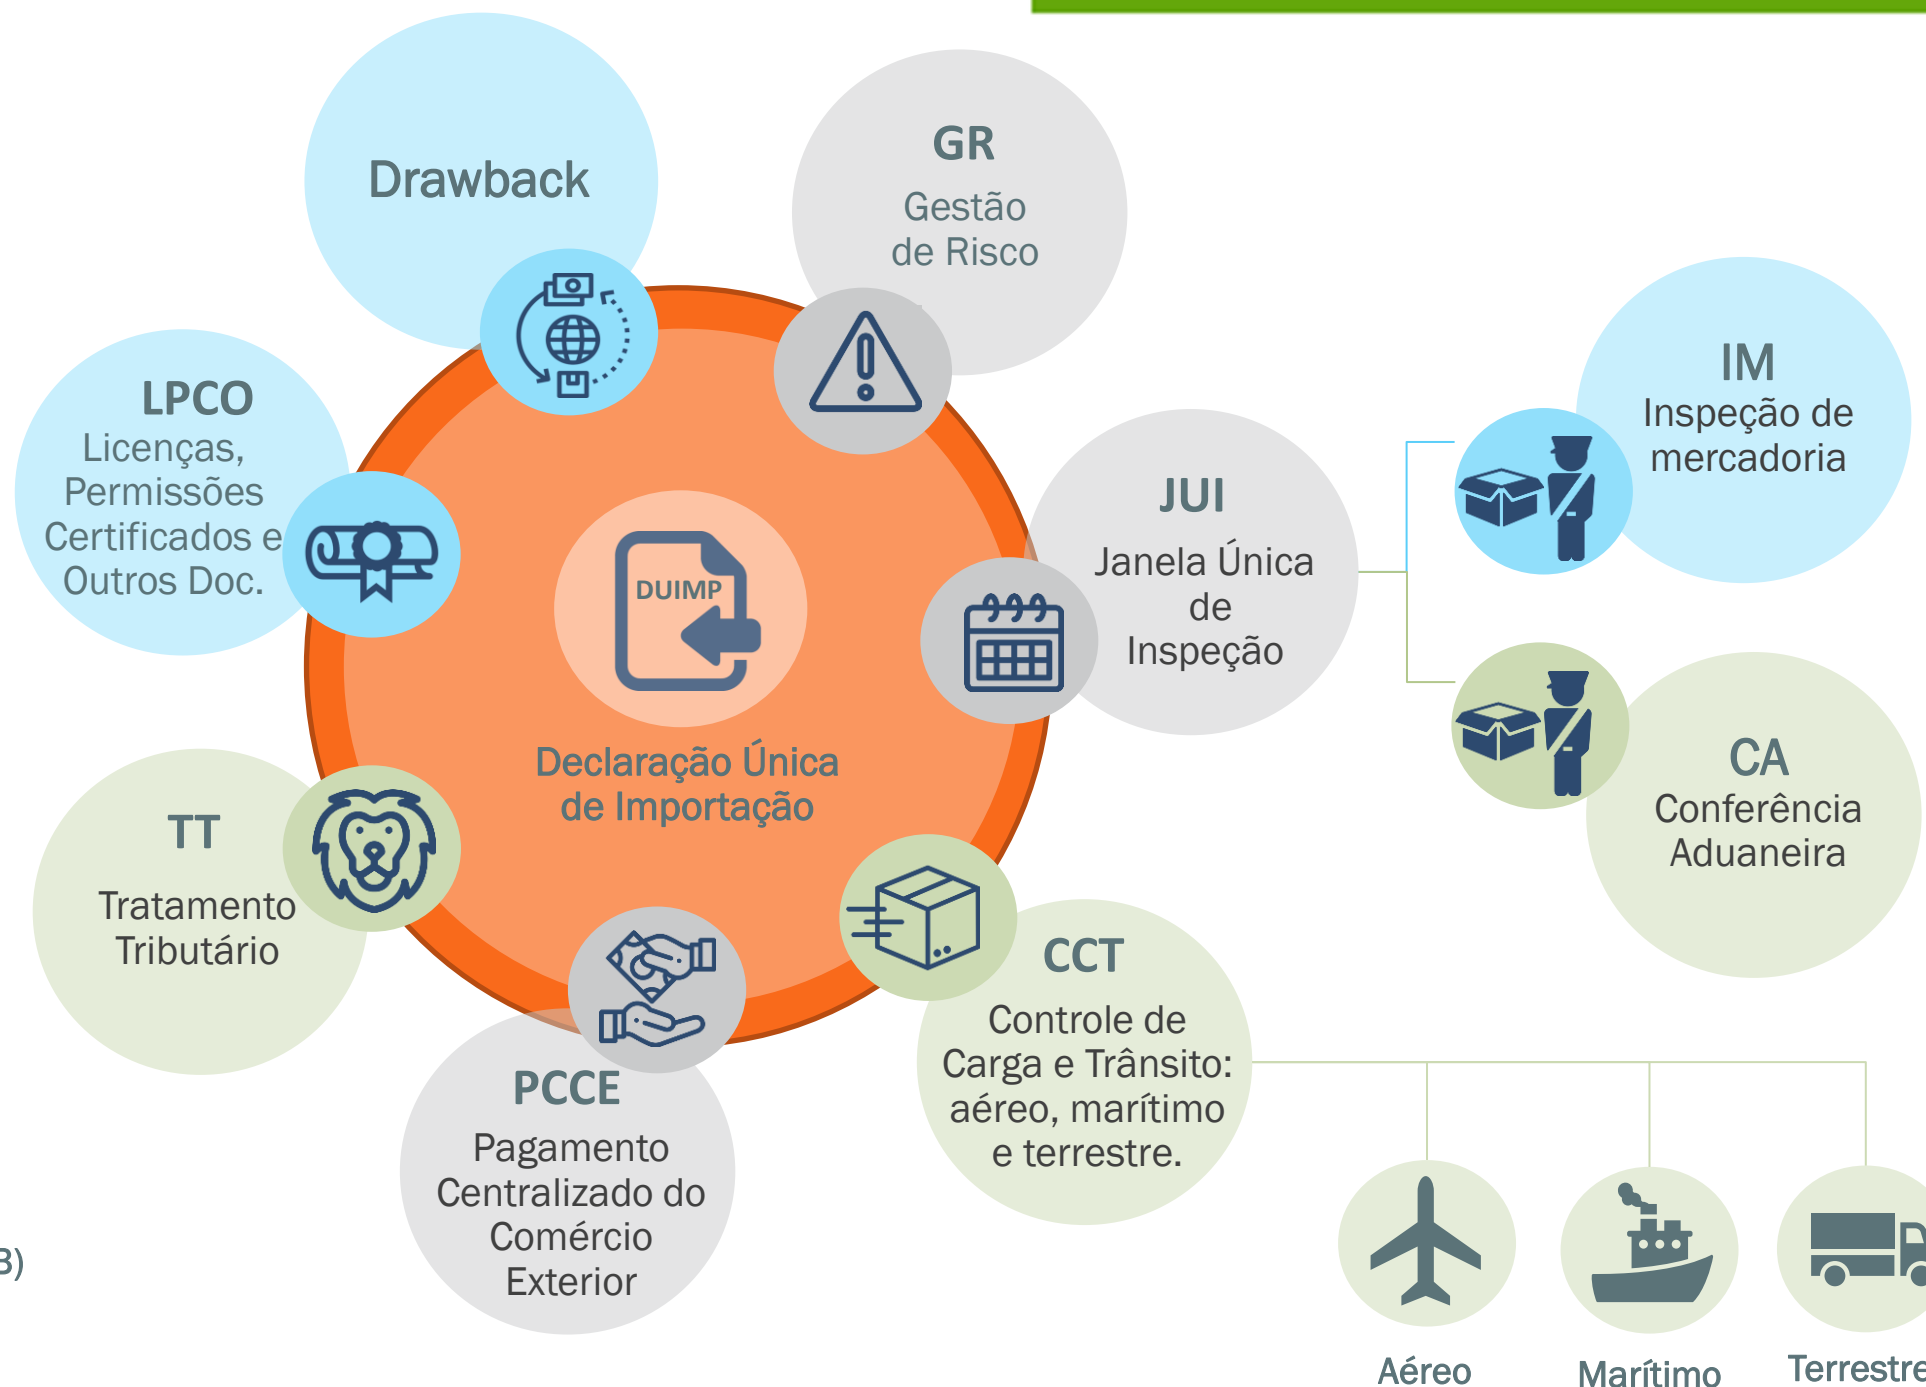 Drawback
GR
Gestão
de Risco
LPCO
Licenças,
Permissões
Certificados e
Outros Doc.
DUIMP
Declaração Única
de Importação
JUI
Janela Única
de
Inspeção
IM
Inspeção de
mercadoria
CA
Conferência
Aduaneira
TT
Tratamento
Tributário
PCCE
Pagamento
Centralizado do
Comércio
Exterior
CCT
Controle de
Carga e Trânsito:
aéreo, marítimo
e terrestre.
Aéreo
Marítimo
Terrestre